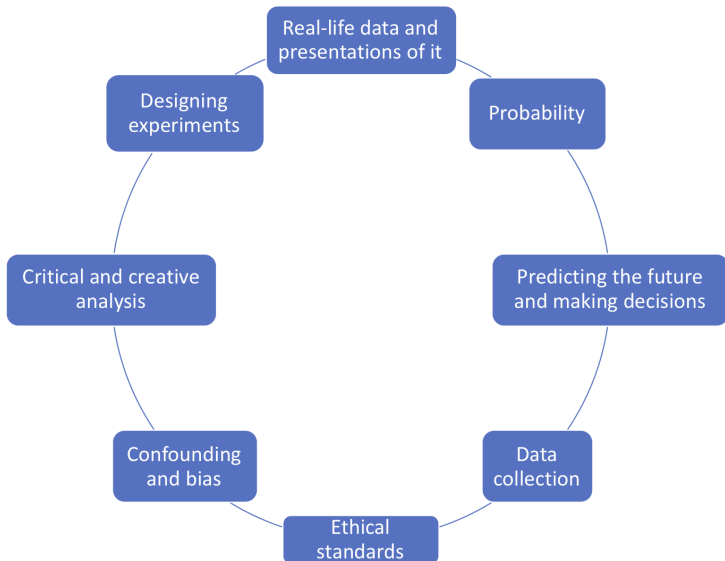 Real-life data and
presentations of it
Probability
Predicting the future
and making decisions
Data
collection
Ethical
standards
Confounding
and bias
Critical and creative
analysis
Designing
experiments